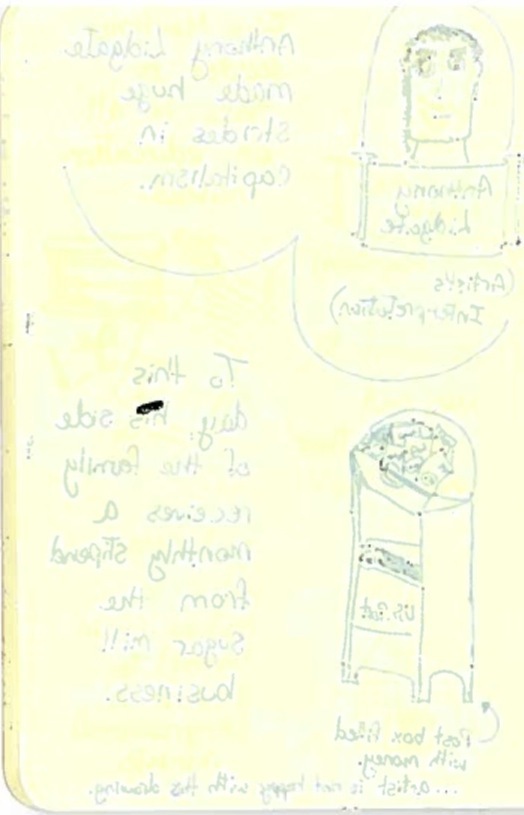 Anthony Lidgate
made huge
strides in
capitalism.
Anthony
Lidgate
(Artist's
Interpretation)
To this
day, his side
of the family
receives a
monthly stipend
from the
sugar mill
business.
U.S. Post
Post box filled
with money.
...artist is not happy with this drawing.